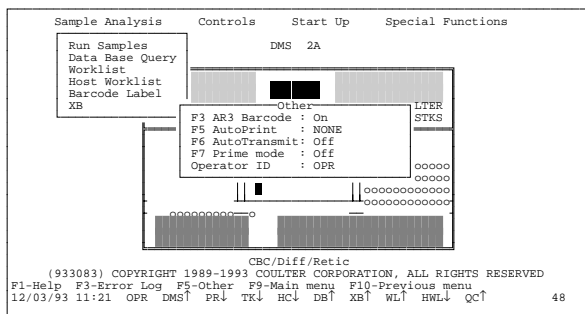 Sample Analysis Controls Start Up Special Functions
Run Samples
Data Base Query
Worklist
Host Worklist
Barcode Label
XB
DMS 2A
Other
F3 AR3 Barcode : On
F5 AutoPrint : NONE
F6 AutoTransmit: Off
F7 Prime mode : Off
Operator ID : OPR
LTER
STKS
CBC/Diff/Retic
(933083) COPYRIGHT 1989-1993 COULTER CORPORATION, ALL RIGHTS RESERVED
F1-Help F3-Error Log F5-Other F9-Main menu F10-Previous menu
12/03/93 11:21 OPR DMS↑ PR↓ TK↓ HC↓ DB↑ XB↑ WL↑ HWL↓ QC↑ 48